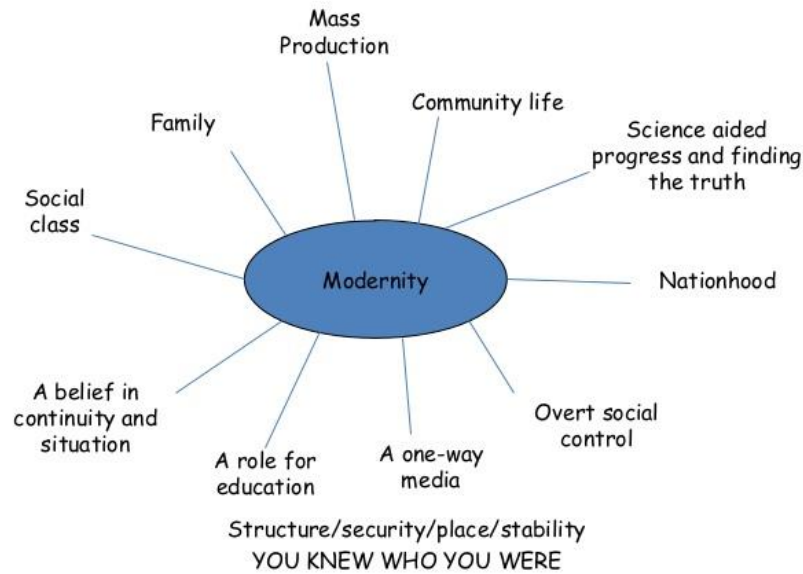 Mass
Production
Community life
Family
Science aided
progress and finding
the truth
Social
class
Modernity
Nationhood
A belief in
continuity and
situation
Overt social
control
A role for
education
A one-way
media
Structure/security/place/stability
YOU KNEW WHO YOU WERE